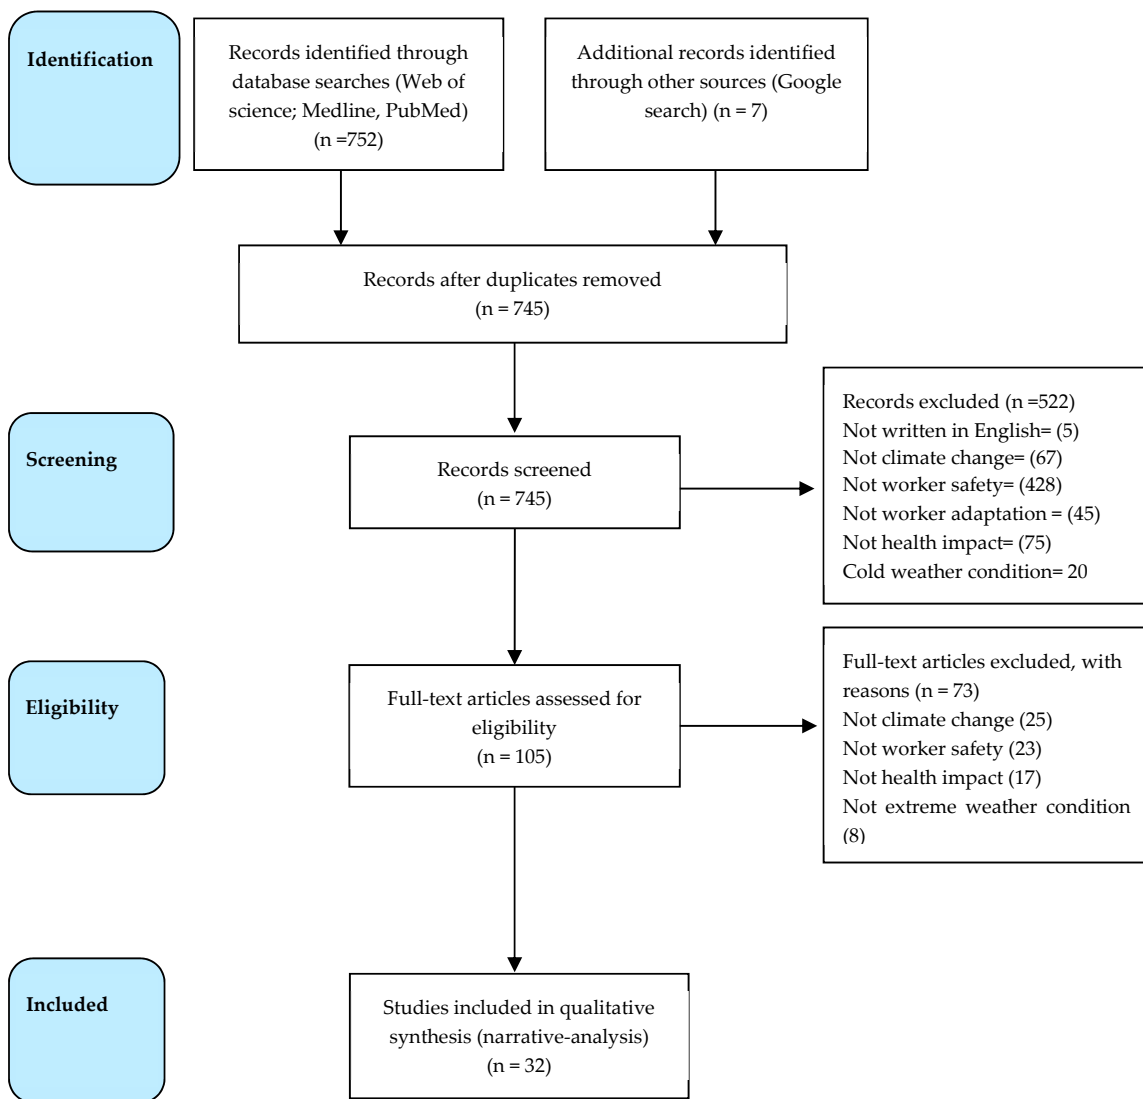 Identification
Records identified through
database searches (Web of
science; Medline, PubMed)
(n =752)
Additional records identified
through other sources (Google
search) (n = 7)
Records after duplicates removed
(n = 745)
Screening
Records screened
(n = 745)
Records excluded (n =522)
Not written in English= (5)
Not climate change= (67)
Not worker safety= (428)
Not worker adaptation = (45)
Not health impact= (75)
Cold weather condition= 20
Eligibility
Full-text articles assessed for
eligibility
(n = 105)
Full-text articles excluded, with
reasons (n = 73)
Not climate change (25)
Not worker safety (23)
Not health impact (17)
Not extreme weather condition
(8)
Included
Studies included in qualitative
synthesis (narrative-analysis)
(n = 32)